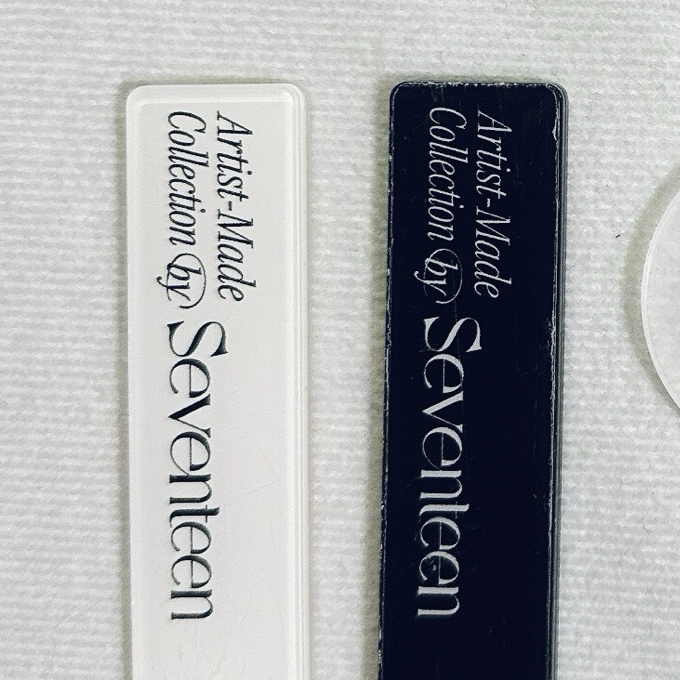 Artist-Made
Collection by
Seventeen
Artist-Made
Collection by
Seventeen